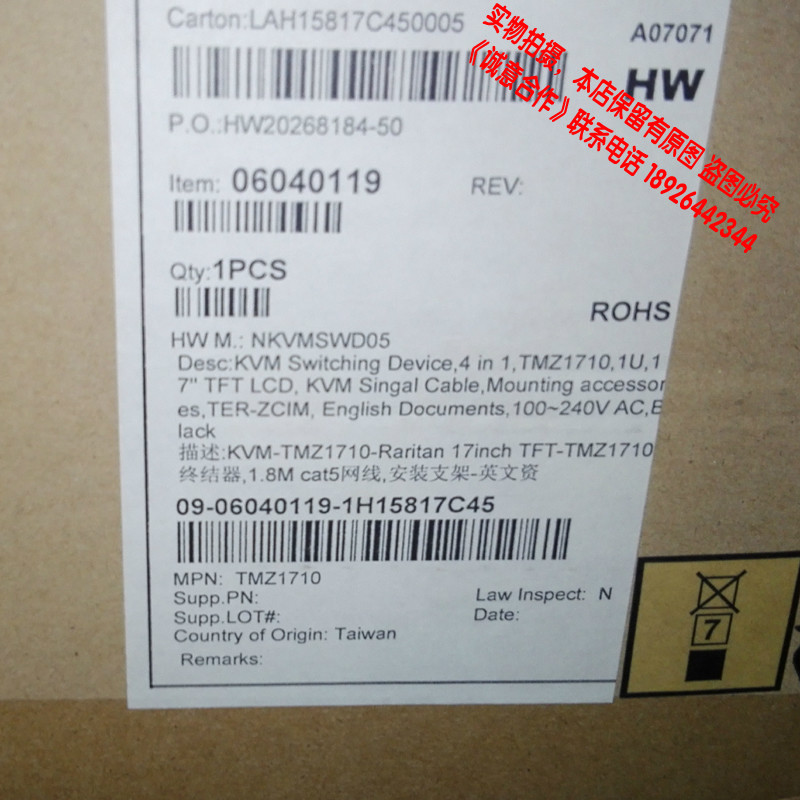 Carton:LAH15817C450005
A07071
HW
实物拍摄，本店保留有原图 盗图必究
《诚意合作》联系电话 18926442344
P.O.:HW20268184-50
Item: 06040119
REV:
Qty:1PCS
ROHS
HW M.: NKVMSWD05
Desc:KVM Switching Device,4 in 1,TMZ1710,1U,1
7" TFT LCD, KVM Singal Cable,Mounting accessor
es,TER-ZCIM, English Documents,100~240V AC,B
lack
描述:KVM-TMZ1710-Raritan 17inch TFT-TMZ1710
终结器,1.8M cat5网线,安装支架-英文资
09-06040119-1H15817C45
MPN: TMZ1710
Supp.PN:
Law Inspect: N
Supp.LOT#:
Date:
Country of Origin: Taiwan
Remarks:
7